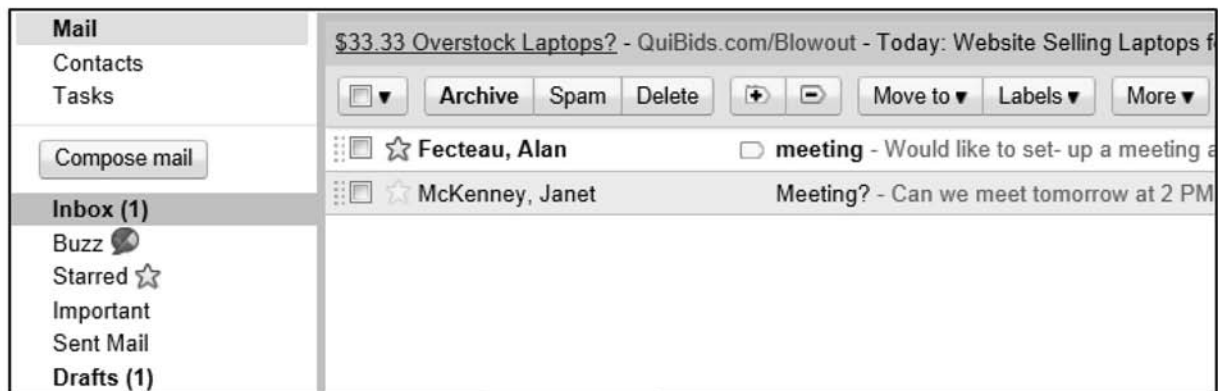 Mail
Contacts
Tasks
Compose mail
Inbox (1)
Buzz
Starred
Important
Sent Mail
Drafts (1)
$33.33 Overstock Laptops? - QuiBids.com/Blowout - Today: Website Selling Laptops f
Archive Spam Delete Move to Labels More
Fecteau, Alan meeting - Would like to set- up a meeting a
McKenney, Janet Meeting? - Can we meet tomorrow at 2 PM